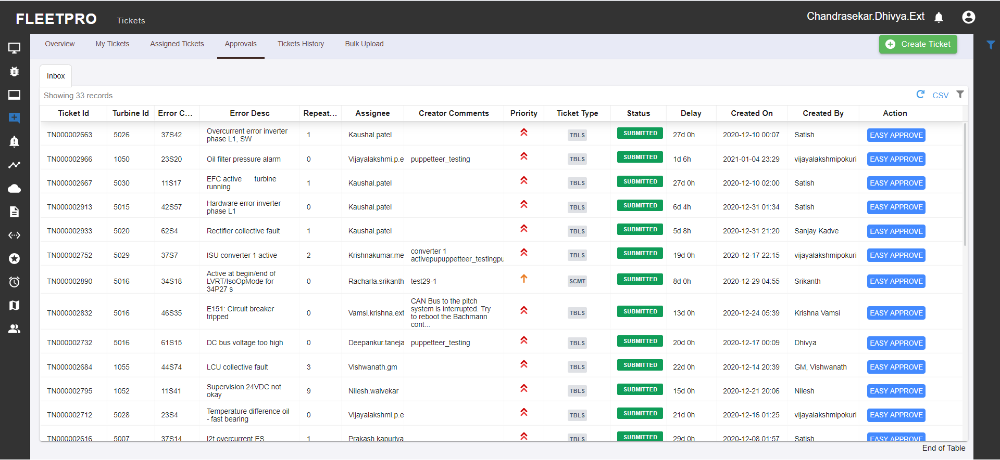 FLEETPRO
Tickets
Chandrasekar.Dhivya.Ext
Overview My Tickets Assigned Tickets Approvals Tickets History Bulk Upload Create Ticket
Inbox
Showing 33 records CSV
Ticket Id Turbine Id Error C... Error Desc Repeat... Assignee Creator Comments Priority Ticket Type Status Delay Created On Created By Action
TN000002663 5026 37S42 Overcurrent error inverter phase L1, SW 1 Kaushal.patel TBLS SUBMITTED 27d 0h 2020-12-10 00:07 Satish EASY APPROVE
TN000002966 1050 23S20 Oil filter pressure alarm 0 Vijayalakshmi.p.e puppetteer_testing TBLS SUBMITTED 1d 6h 2021-01-04 23:29 vijayalakshmipokuri EASY APPROVE
TN000002667 5030 11S17 EFC active turbine running 1 Kaushal.patel TBLS SUBMITTED 27d 0h 2020-12-10 02:00 Satish EASY APPROVE
TN000002913 5015 42S57 Hardware error inverter phase L1 0 Kaushal.patel TBLS SUBMITTED 6d 4h 2020-12-31 01:34 Satish EASY APPROVE
TN000002933 5020 62S4 Rectifier collective fault 1 Kaushal.patel TBLS SUBMITTED 5d 8h 2020-12-31 21:20 Sanjay Kadve EASY APPROVE
TN000002752 5029 37S7 ISU converter 1 active 2 Krishnakumar.me converter 1 activepupuppetteer_testingpu TBLS SUBMITTED 19d 0h 2020-12-17 22:15 vijayalakshmipokuri EASY APPROVE
TN000002890 5016 34S18 Active at begin/end of LVRT/IsoOpMode for 34P27 s 0 Racharla.srikanth test29-1 SCMT SUBMITTED 8d 0h 2020-12-29 04:55 Srikanth EASY APPROVE
TN000002832 5016 46S35 E151: Circuit breaker tripped 0 Vamsi.krishna.ext CAN Bus to the pitch system is interrupted. Try to reboot the Bachmann cont... TBLS SUBMITTED 13d 0h 2020-12-24 05:39 Krishna Vamsi EASY APPROVE
TN000002732 5016 61S15 DC bus voltage too high 0 Deepankur.taneja puppetteer_testing TBLS SUBMITTED 20d 0h 2020-12-17 00:09 Dhivya EASY APPROVE
TN000002684 1055 44S74 LCU collective fault 3 Vishwanath.gm TBLS SUBMITTED 22d 0h 2020-12-14 20:39 GM, Vishwanath EASY APPROVE
TN000002795 1052 11S41 Supervision 24VDC not okay 9 Nilesh.walvekar TBLS SUBMITTED 15d 0h 2020-12-21 20:06 Nilesh EASY APPROVE
TN000002712 5028 23S4 Temperature difference oil - fast bearing 0 Vijayalakshmi.p.e TBLS SUBMITTED 21d 0h 2020-12-16 01:25 vijayalakshmipokuri EASY APPROVE
TN000002616 5007 37S14 I2t overcurrent ES 1 Prakash.kapuriya TBLS SUBMITTED 29d 0h 2020-12-08 01:57 Satish EASY APPROVE
End of Table